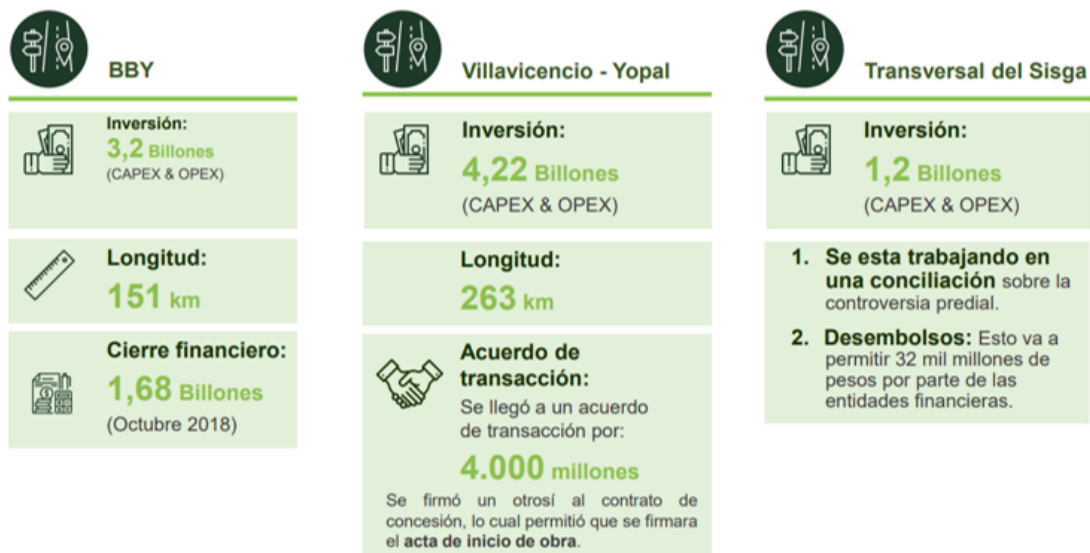 BBY
Inversión:
3,2 Billones
(CAPEX & OPEX)
Longitud:
151 km
Cierre financiero:
1,68 Billones
(Octubre 2018)
Villavicencio - Yopal
Inversión:
4,22 Billones
(CAPEX & OPEX)
Longitud:
263 km
Acuerdo de
transacción:
Se llegó a un acuerdo
de transacción por:
4.000 millones
Se firmó un otrosí al contrato de
concesión, lo cual permitió que se firmara
el acta de inicio de obra.
Transversal del Sisga
Inversión:
1,2 Billones
(CAPEX & OPEX)
1. Se esta trabajando en
una conciliación sobre la
controversia predial.
2. Desembolsos: Esto va a
permitir 32 mil millones de
pesos por parte de las
entidades financieras.